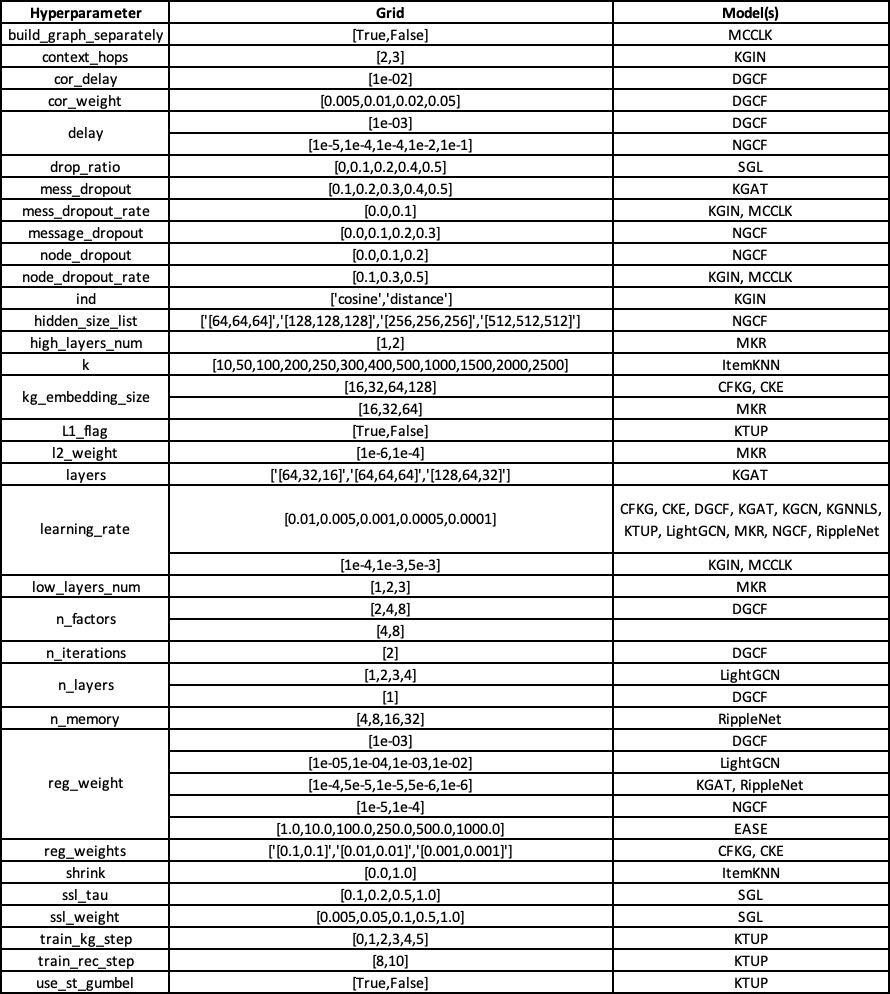 Hyperparameter Grid Model(s)
build_graph_separately [True,False] MCCLK
context_hops [2,3] KGIN
cor_delay [1e-02] DGCF
cor_weight [0.005,0.01,0.02,0.05] DGCF
delay [1e-03] DGCF
[1e-5,1e-4,1e-4,1e-2,1e-1] NGCF
drop_ratio [0,0.1,0.2,0.4,0.5] SGL
mess_dropout [0.1,0.2,0.3,0.4,0.5] KGAT
mess_dropout_rate [0.0,0.1] KGIN, MCCLK
message_dropout [0.0,0.1,0.2,0.3] NGCF
node_dropout [0.0,0.1,0.2] NGCF
node_dropout_rate [0.1,0.3,0.5] KGIN, MCCLK
ind ['cosine','distance'] KGIN
hidden_size_list ['[64,64,64]','[128,128,128]','[256,256,256]','[512,512,512]'] NGCF
high_layers_num [1,2] MKR
k [10,50,100,200,250,300,400,500,1000,1500,2000,2500] ItemKNN
kg_embedding_size [16,32,64,128] CFKG, CKE
[16,32,64] MKR
L1_flag [True,False] KTUP
l2_weight [1e-6,1e-4] MKR
layers ['[64,32,16]','[64,64,64]','[128,64,32]'] KGAT
learning_rate [0.01,0.005,0.001,0.0005,0.0001] CFKG, CKE, DGCF, KGAT, KGCN, KGNNLS,
KTUP, LightGCN, MKR, NGCF, RippleNet
[1e-4,1e-3,5e-3] KGIN, MCCLK
low_layers_num [1,2,3] MKR
n_factors [2,4,8] DGCF
[4,8]
n_iterations [2] DGCF
n_layers [1,2,3,4] LightGCN
[1] DGCF
n_memory [4,8,16,32] RippleNet
reg_weight [1e-03] DGCF
[1e-05,1e-04,1e-03,1e-02] LightGCN
[1e-4,5e-5,1e-5,5e-6,1e-6] KGAT, RippleNet
[1e-5,1e-4] NGCF
[1.0,10.0,100.0,250.0,500.0,1000.0] EASE
reg_weights ['[0.1,0.1]','[0.01,0.01]','[0.001,0.001]'] CFKG, CKE
shrink [0.0,1.0] ItemKNN
ssl_tau [0.1,0.2,0.5,1.0] SGL
ssl_weight [0.005,0.05,0.1,0.5,1.0] SGL
train_kg_step [0,1,2,3,4,5] KTUP
train_rec_step [8,10] KTUP
use_st_gumbel [True,False] KTUP